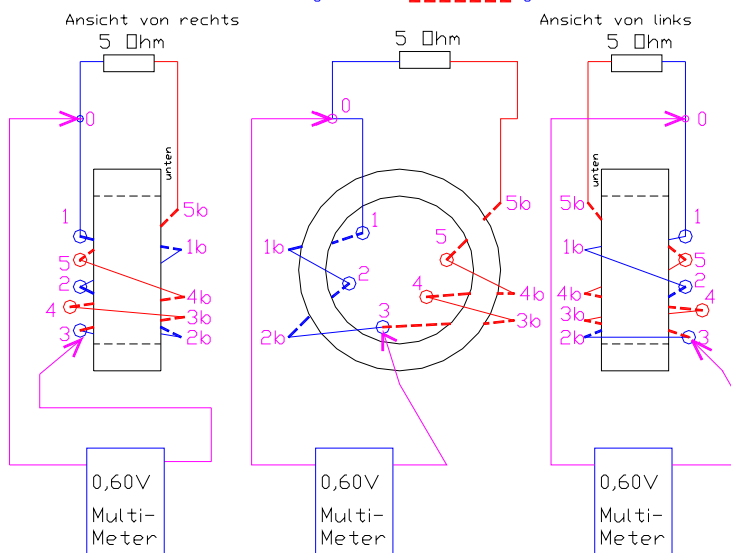 Ansicht von rechts
5 Ohm
0
unten
1
5b
1b
5
2
4b
4
3b
3
2b
0,60V
Multi-
Meter
5 Ohm
0
5b
1
1b
5
2
4
4b
3
3b
2b
0,60V
Multi-
Meter
Ansicht von links
5 Ohm
0
unten
5b
1
1b
5
2
4b
4
3b
2b
3
0,60V
Multi-
Meter